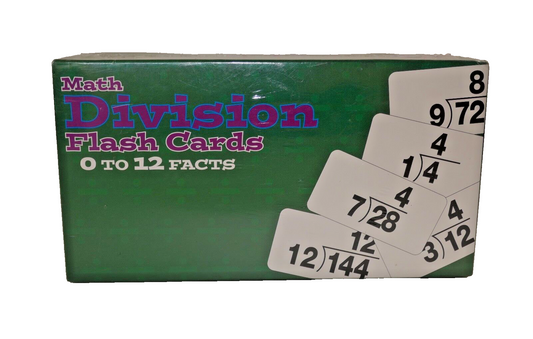 Math
Division
Flash Cards
0 TO 12 FACTS
8
9)72
4
1)4
4
7)28
4
3)12
12
12)144